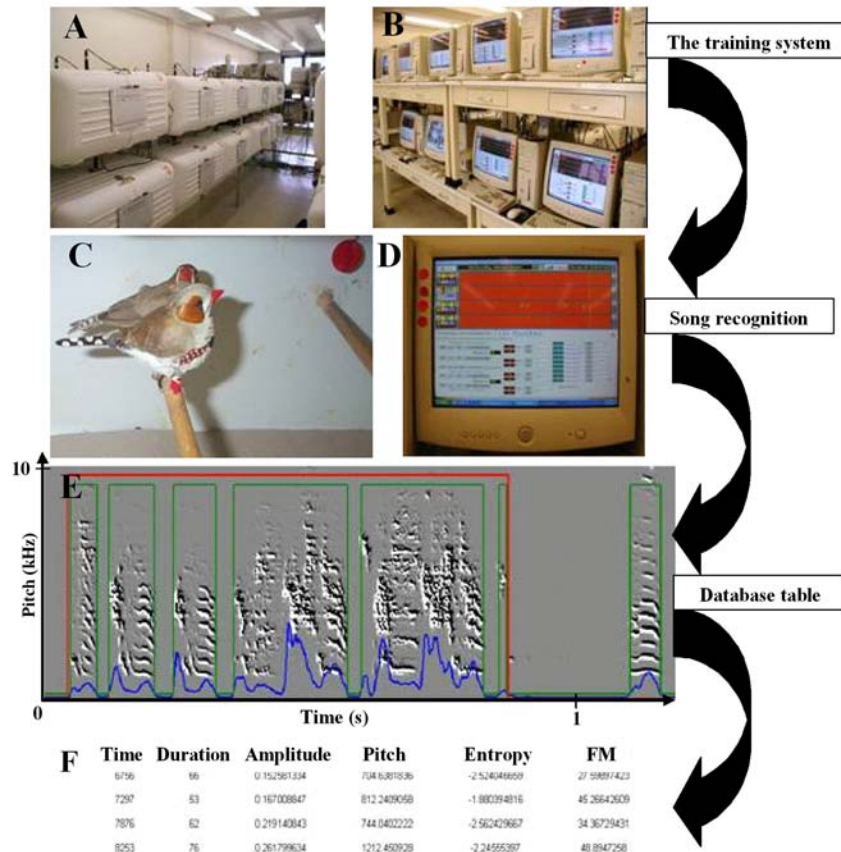 A
B
The training system
C
D
Song recognition
10
E
Pitch (kHz)
Database table
0
Time (s)
1
F
Time Duration Amplitude Pitch Entropy FM
6756 66 0.152581334 704.6381836 -2.524046659 27.59897423
7297 53 0.167008847 812.2409058 -1.880394816 45.26642609
7876 62 0.219140843 744.0402222 -2.562429667 34.36729431
8253 76 0.261799634 1212.450928 -2.24555397 48.8947258